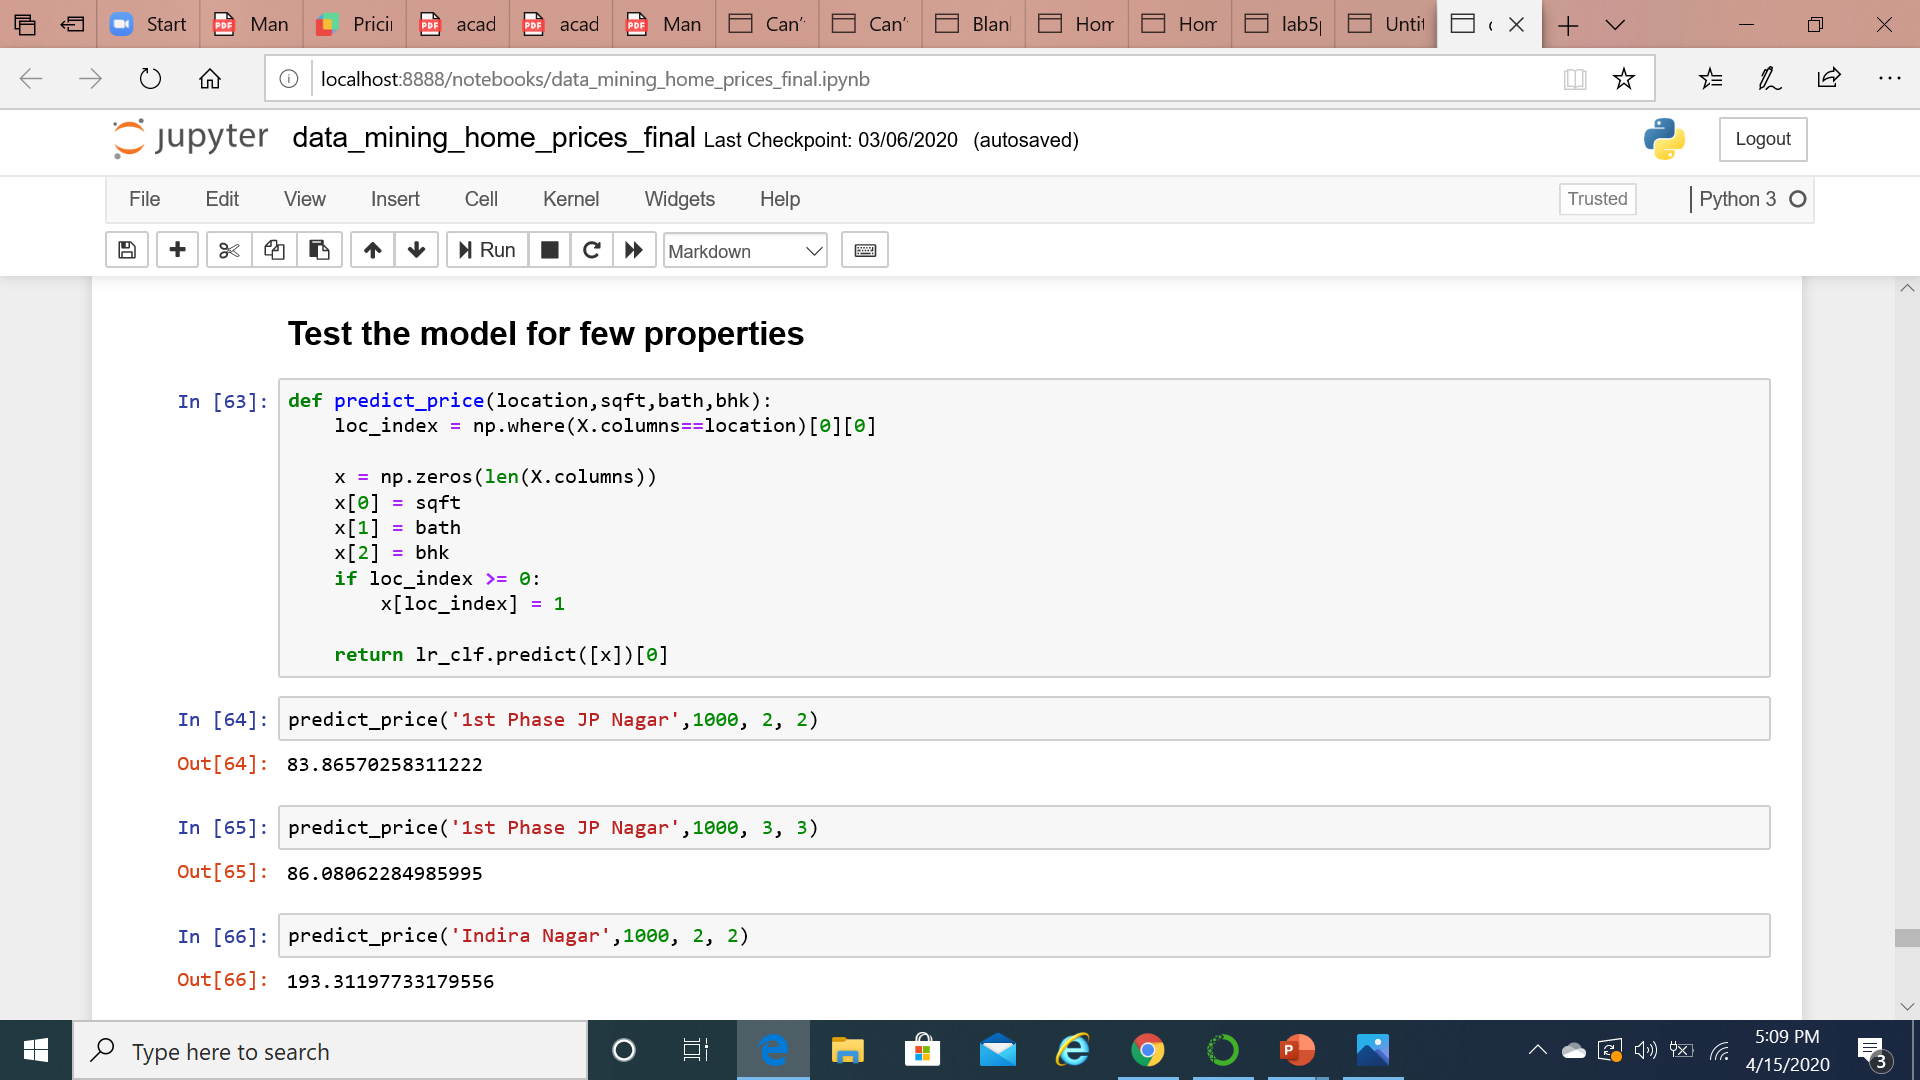 Start Man Prici acad acad Man Can' Can' Blan Hom Hom lab5p Untit
localhost:8888/notebooks/data_mining_home_prices_final.ipynb
jupyter data_mining_home_prices_final Last Checkpoint: 03/06/2020 (autosaved) Logout
File Edit View Insert Cell Kernel Widgets Help Trusted Python 3
Run Markdown
Test the model for few properties
In [63]: def predict_price(location,sqft,bath,bhk):
    loc_index = np.where(X.columns==location)[0][0]
    x = np.zeros(len(X.columns))
    x[0] = sqft
    x[1] = bath
    x[2] = bhk
    if loc_index >= 0:
        x[loc_index] = 1
    return lr_clf.predict([x])[0]
In [64]: predict_price('1st Phase JP Nagar',1000, 2, 2)
Out[64]: 83.86570258311222
In [65]: predict_price('1st Phase JP Nagar',1000, 3, 3)
Out[65]: 86.08062284985995
In [66]: predict_price('Indira Nagar',1000, 2, 2)
Out[66]: 193.31197733179556
Type here to search
5:09 PM
4/15/2020
3